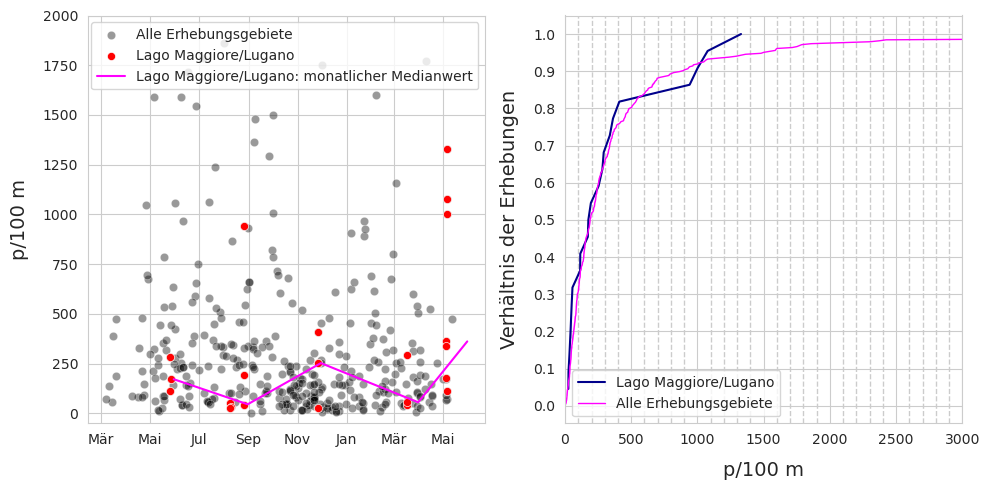 2000
1750
1500
1250
1000
750
500
250
0
p/100 m
Alle Erhebungsgebiete
Lago Maggiore/Lugano
Lago Maggiore/Lugano: monatlicher Medianwert
Mär Mai Jul Sep Nov Jan Mär Mai
1.0
0.9
0.8
0.7
0.6
0.5
0.4
0.3
0.2
0.1
0.0
Verhältnis der Erhebungen
Lago Maggiore/Lugano
Alle Erhebungsgebiete
0 500 1000 1500 2000 2500 3000
p/100 m